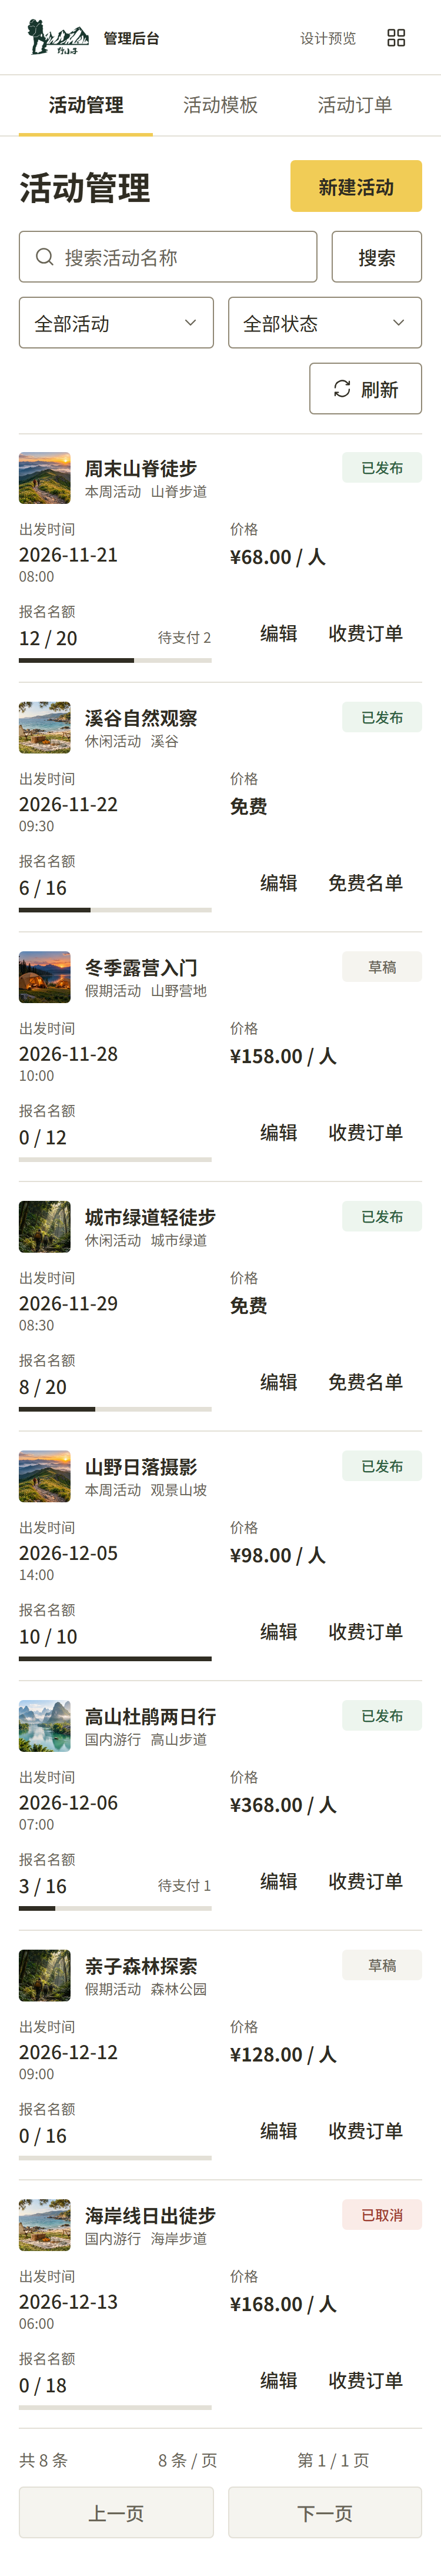 管理后台
设计预览
活动管理
活动模板
活动订单
活动管理
新建活动
搜索活动名称
搜索
全部活动
全部状态
刷新
周末山脊徒步
已发布
本周活动 山脊步道
出发时间
价格
2026-11-21
¥68.00 / 人
08:00
报名名额
12 / 20
待支付 2
编辑
收费订单
溪谷自然观察
已发布
休闲活动 溪谷
出发时间
价格
2026-11-22
免费
09:30
报名名额
6 / 16
编辑
免费名单
冬季露营入门
草稿
假期活动 山野营地
出发时间
价格
2026-11-28
¥158.00 / 人
10:00
报名名额
0 / 12
编辑
收费订单
城市绿道轻徒步
已发布
休闲活动 城市绿道
出发时间
价格
2026-11-29
免费
08:30
报名名额
8 / 20
编辑
免费名单
山野日落摄影
已发布
本周活动 观景山坡
出发时间
价格
2026-12-05
¥98.00 / 人
14:00
报名名额
10 / 10
编辑
收费订单
高山杜鹃两日行
已发布
国内游行 高山步道
出发时间
价格
2026-12-06
¥368.00 / 人
07:00
报名名额
3 / 16
待支付 1
编辑
收费订单
亲子森林探索
草稿
假期活动 森林公园
出发时间
价格
2026-12-12
¥128.00 / 人
09:00
报名名额
0 / 16
编辑
收费订单
海岸线日出徒步
已取消
国内游行 海岸步道
出发时间
价格
2026-12-13
¥168.00 / 人
06:00
报名名额
0 / 18
编辑
收费订单
共 8 条
8 条 / 页
第 1 / 1 页
上一页
下一页